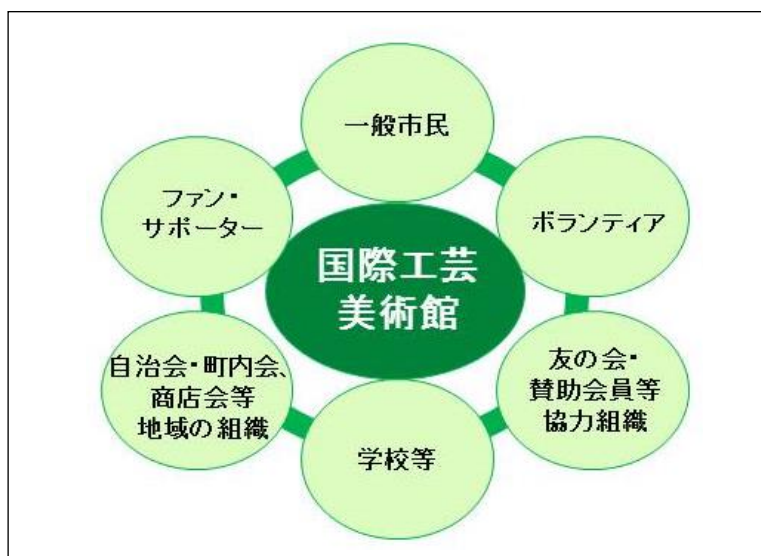 一般市民
ファン・
サポーター
ボランティア
国際工芸
美術館
自治会・町内会、
商店会等
地域の組織
友の会・
賛助会員等
協力組織
学校等